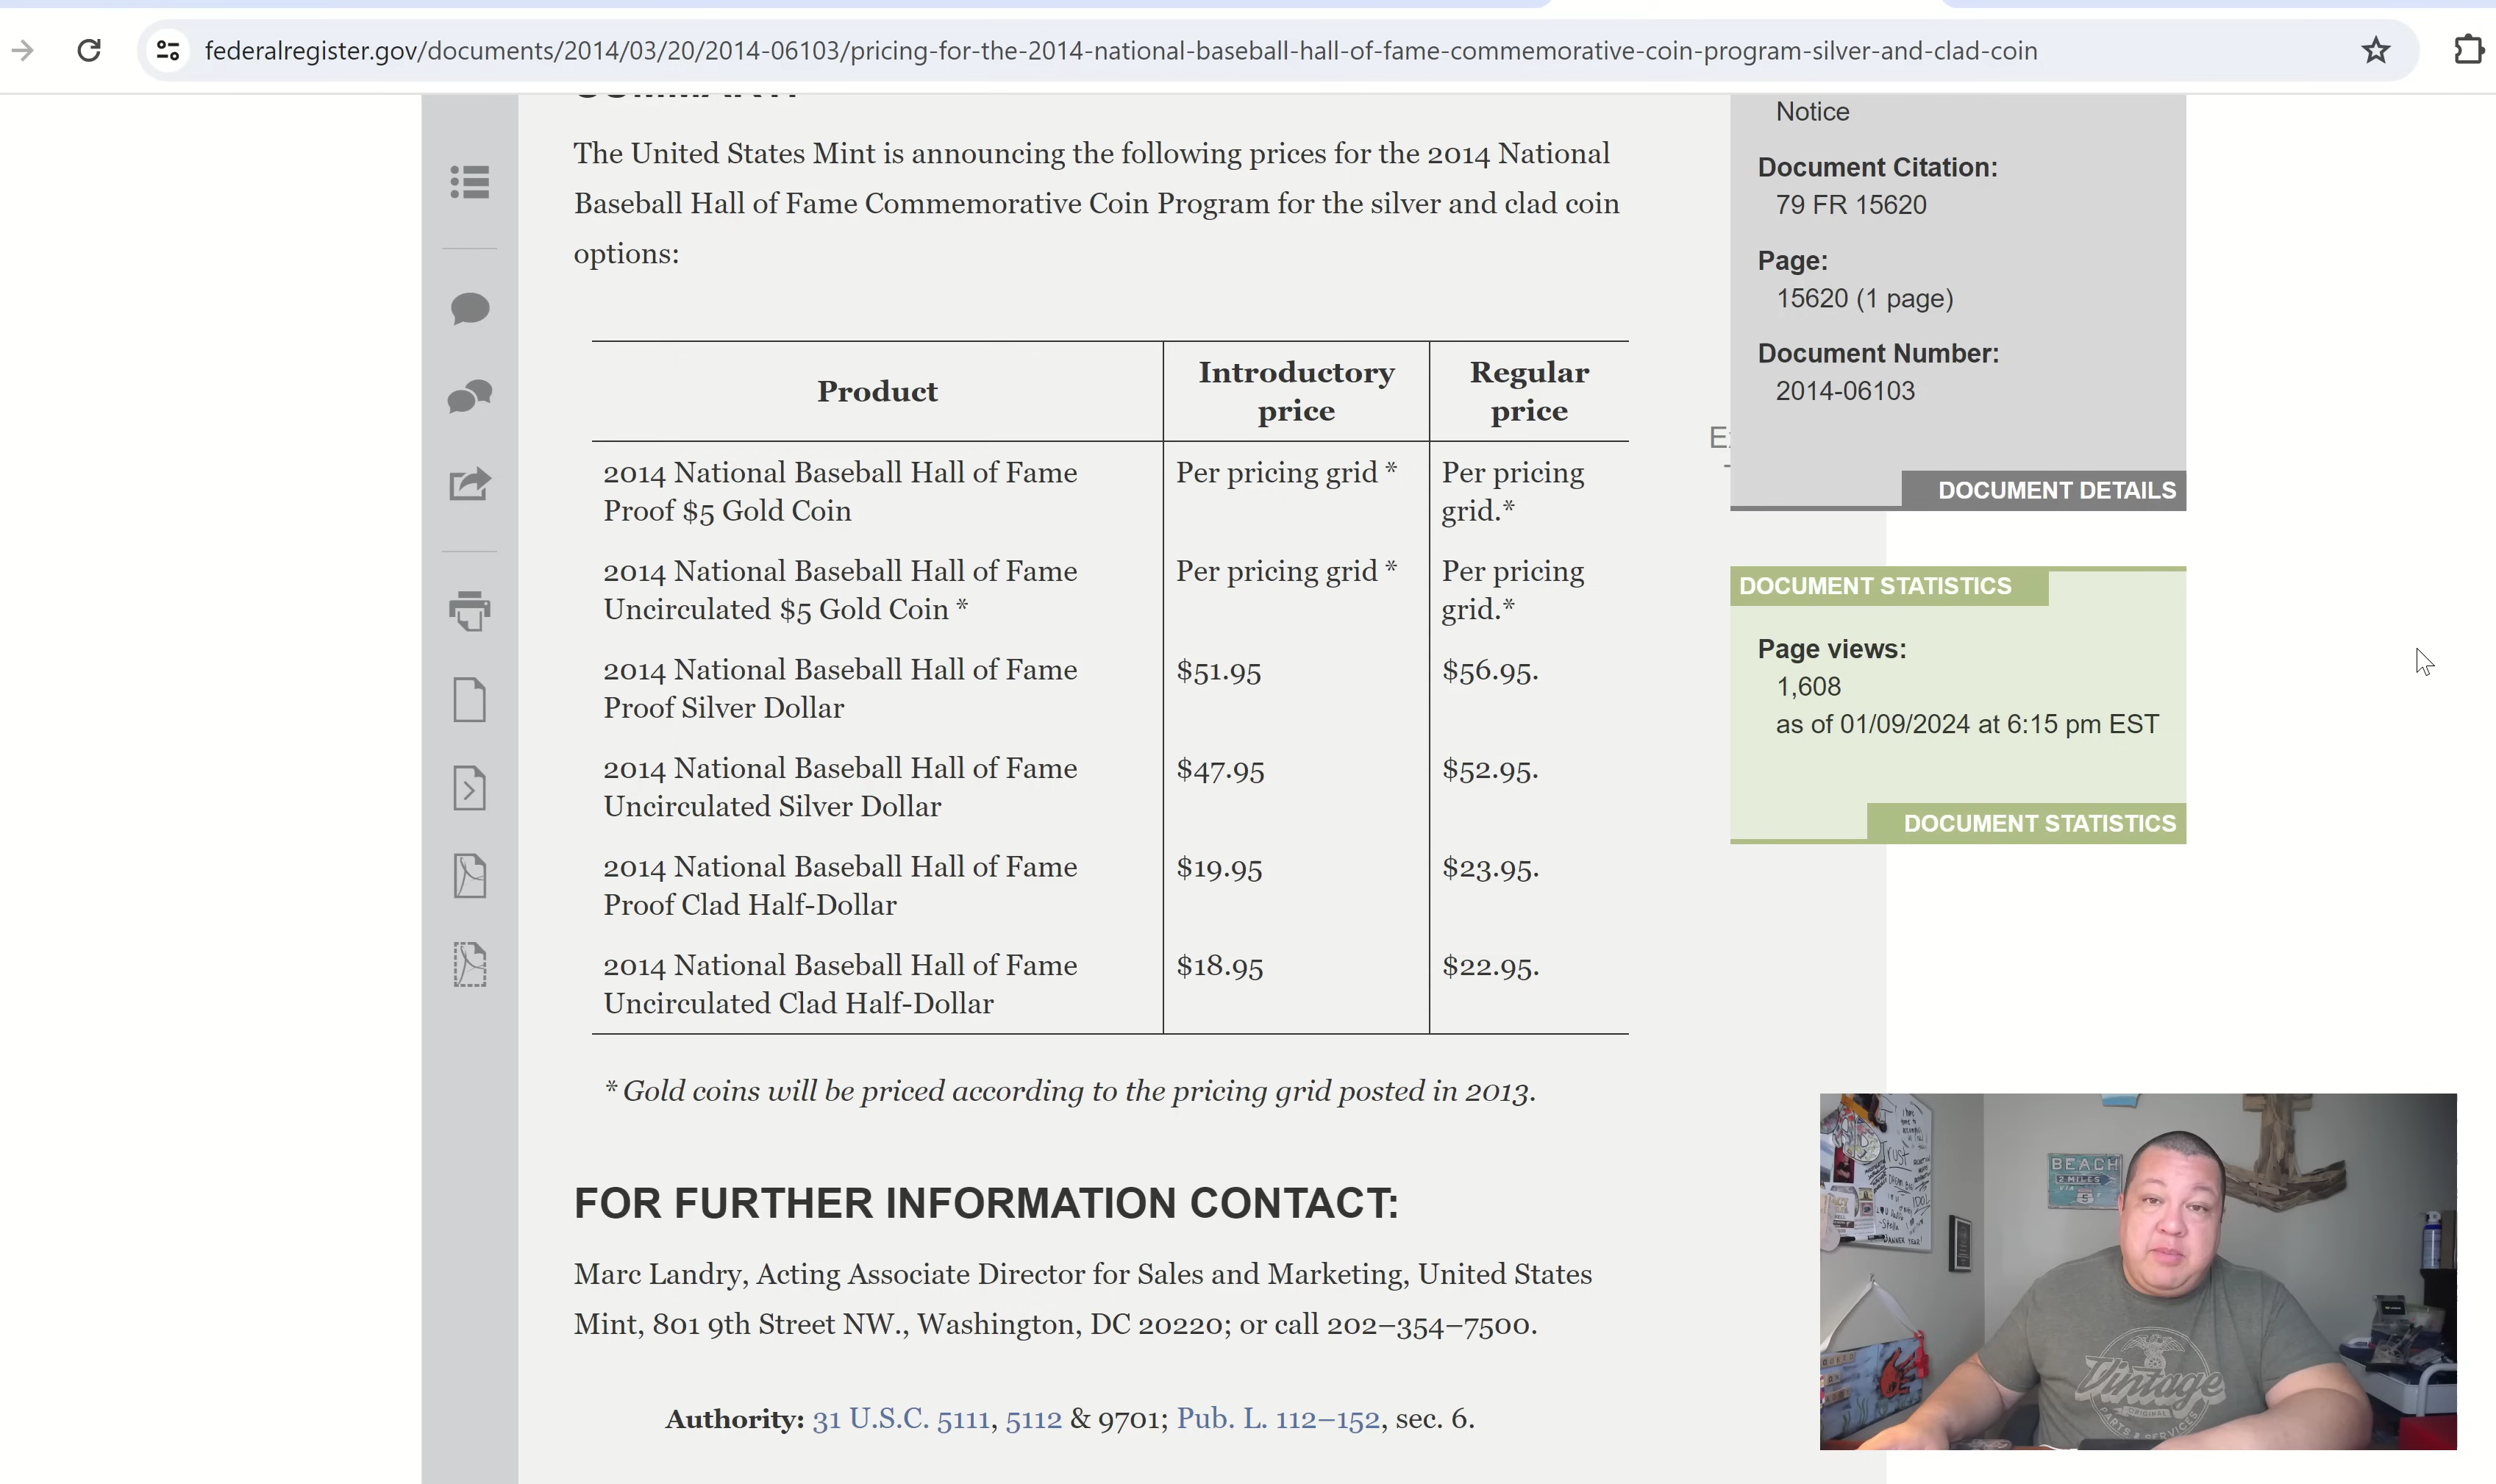 federalregister.gov/documents/2014/03/20/2014-06103/pricing-for-the-2014-national-baseball-hall-of-fame-commemorative-coin-program-silver-and-clad-coin
The United States Mint is announcing the following prices for the 2014 National
Baseball Hall of Fame Commemorative Coin Program for the silver and clad coin
options:
Product
Introductory
price
Regular
price
2014 National Baseball Hall of Fame
Proof $5 Gold Coin
Per pricing grid *
Per pricing
grid.*
2014 National Baseball Hall of Fame
Uncirculated $5 Gold Coin *
Per pricing grid *
Per pricing
grid.*
2014 National Baseball Hall of Fame
Proof Silver Dollar
$51.95
$56.95.
2014 National Baseball Hall of Fame
Uncirculated Silver Dollar
$47.95
$52.95.
2014 National Baseball Hall of Fame
Proof Clad Half-Dollar
$19.95
$23.95.
2014 National Baseball Hall of Fame
Uncirculated Clad Half-Dollar
$18.95
$22.95.
* Gold coins will be priced according to the pricing grid posted in 2013.
FOR FURTHER INFORMATION CONTACT:
Marc Landry, Acting Associate Director for Sales and Marketing, United States
Mint, 801 9th Street NW., Washington, DC 20220; or call 202–354–7500.
Authority: 31 U.S.C. 5111, 5112 & 9701; Pub. L. 112–152, sec. 6.
Notice
Document Citation:
79 FR 15620
Page:
15620 (1 page)
Document Number:
2014-06103
DOCUMENT DETAILS
DOCUMENT STATISTICS
Page views:
1,608
as of 01/09/2024 at 6:15 pm EST
DOCUMENT STATISTICS
BEACH
2 MILES
5
Trust
Vintage
ORIGINAL
PARTS & SERVICES